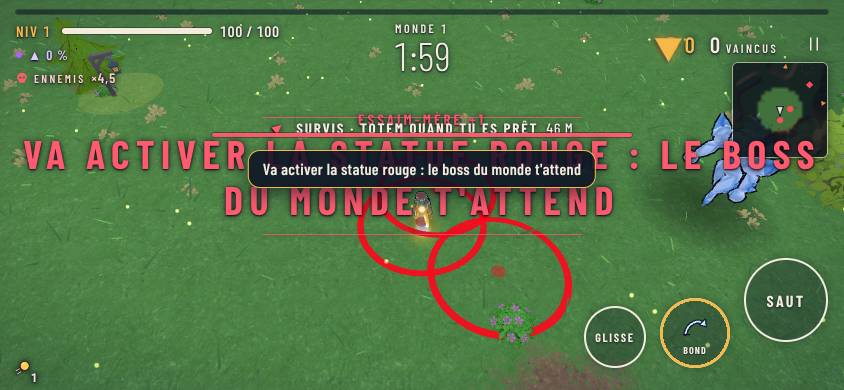 NIV 1 100 / 100
▲ 0 %
ENNEMIS ×4,5
MONDE 1
1:59
0 0 VAINCUS
ESSAIM-MÈRE
SURVIS · TOTEM QUAND TU ES PRÊT 46 M
VA ACTIVER LA STATUE ROUGE : LE BOSS
DU MONDE T'ATTEND
Va activer la statue rouge : le boss du monde t'attend
SAUT
GLISSE
BOND
1